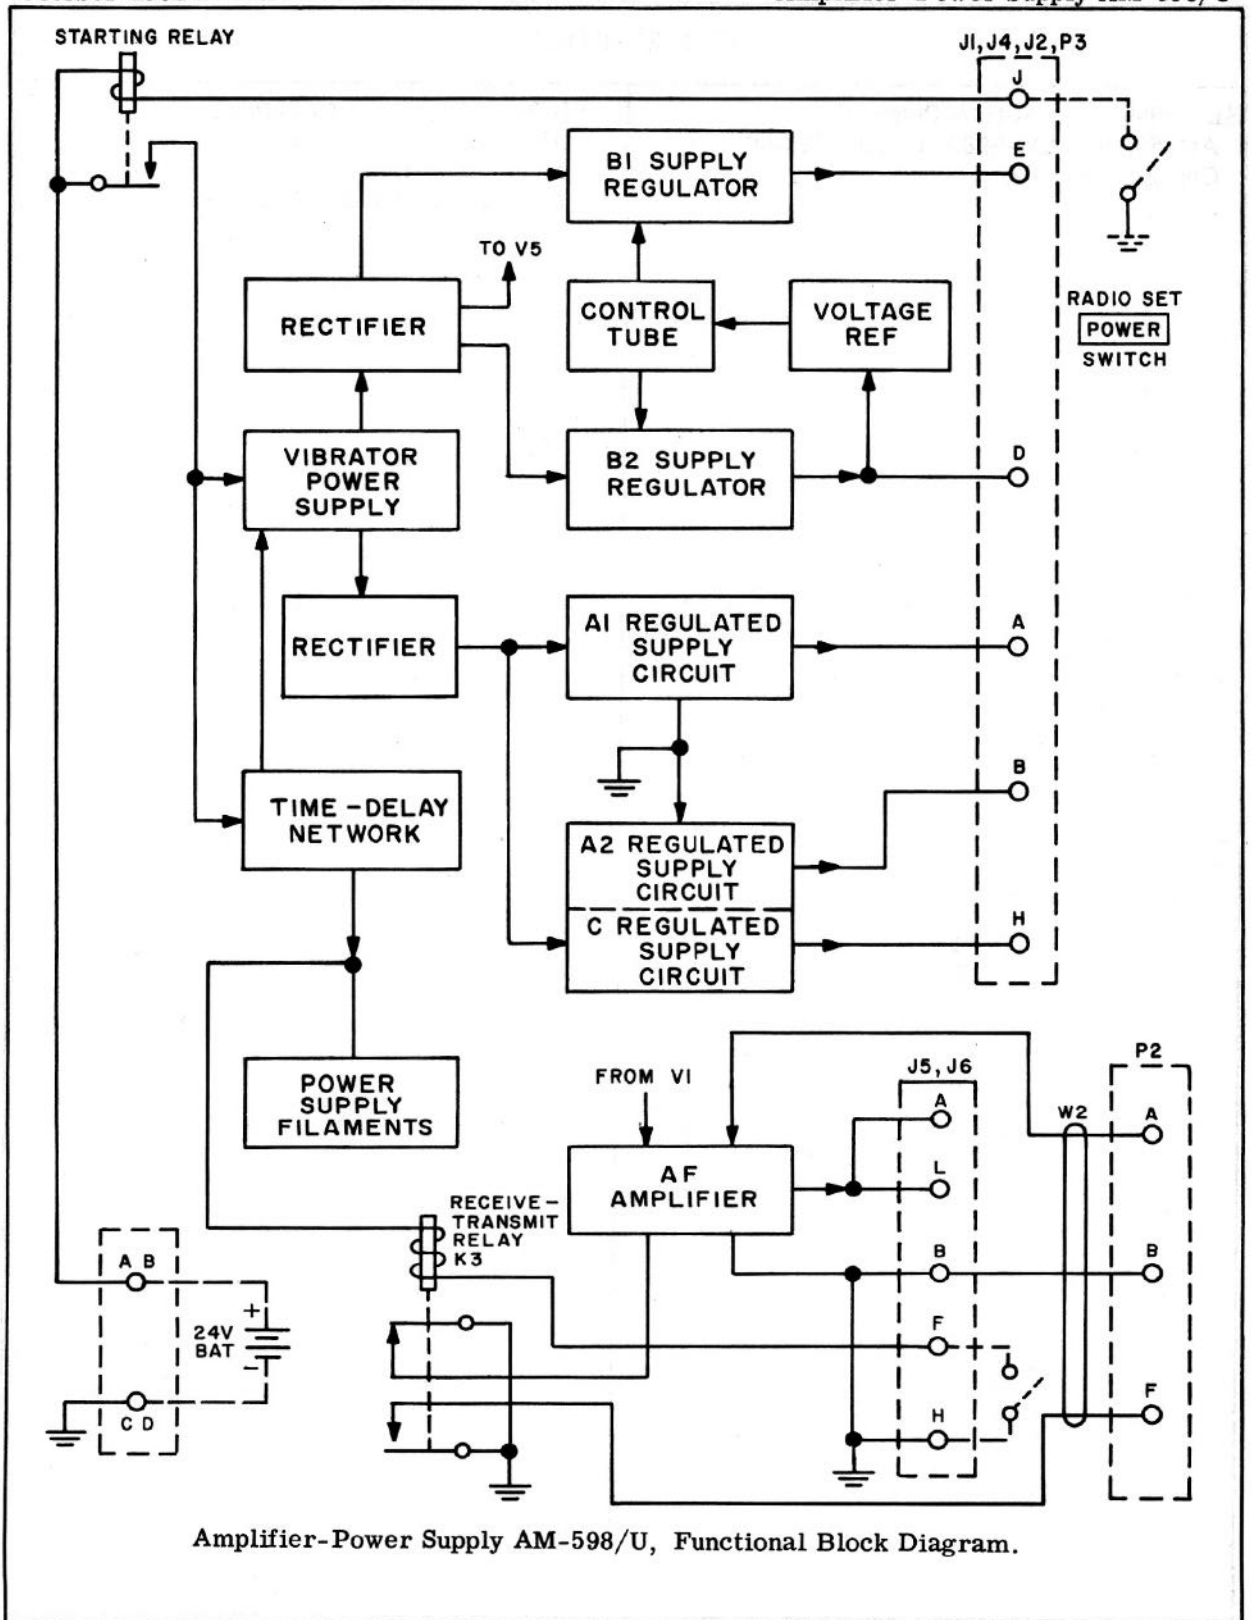 STARTING RELAY
J1, J4, J2, P3
J
E
B1 SUPPLY
REGULATOR
TO V5
RECTIFIER
CONTROL
TUBE
VOLTAGE
REF
RADIO SET
POWER
SWITCH
VIBRATOR
POWER
SUPPLY
B2 SUPPLY
REGULATOR
D
RECTIFIER
A1 REGULATED
SUPPLY
CIRCUIT
A
B
TIME-DELAY
NETWORK
A2 REGULATED
SUPPLY
CIRCUIT
C REGULATED
SUPPLY
CIRCUIT
H
POWER
SUPPLY
FILAMENTS
FROM V1
AF
AMPLIFIER
J5, J6
A
L
B
F
H
W2
P2
A
B
F
RECEIVE-
TRANSMIT
RELAY
K3
A B
+
24V
BAT
-
C D
Amplifier-Power Supply AM-598/U, Functional Block Diagram.